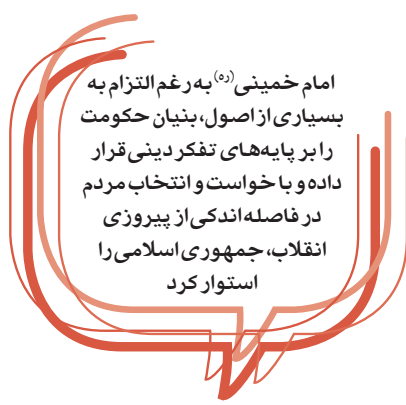 امام خمینی(ره) به رغم التزام به
بسیاری از اصول، بنیان حکومت
را بر پایه‌های تفکر دینی قرار
داده و با خواست و انتخاب مردم
در فاصله اندکی از پیروزی
انقلاب، جمهوری اسلامی را
استوار کرد